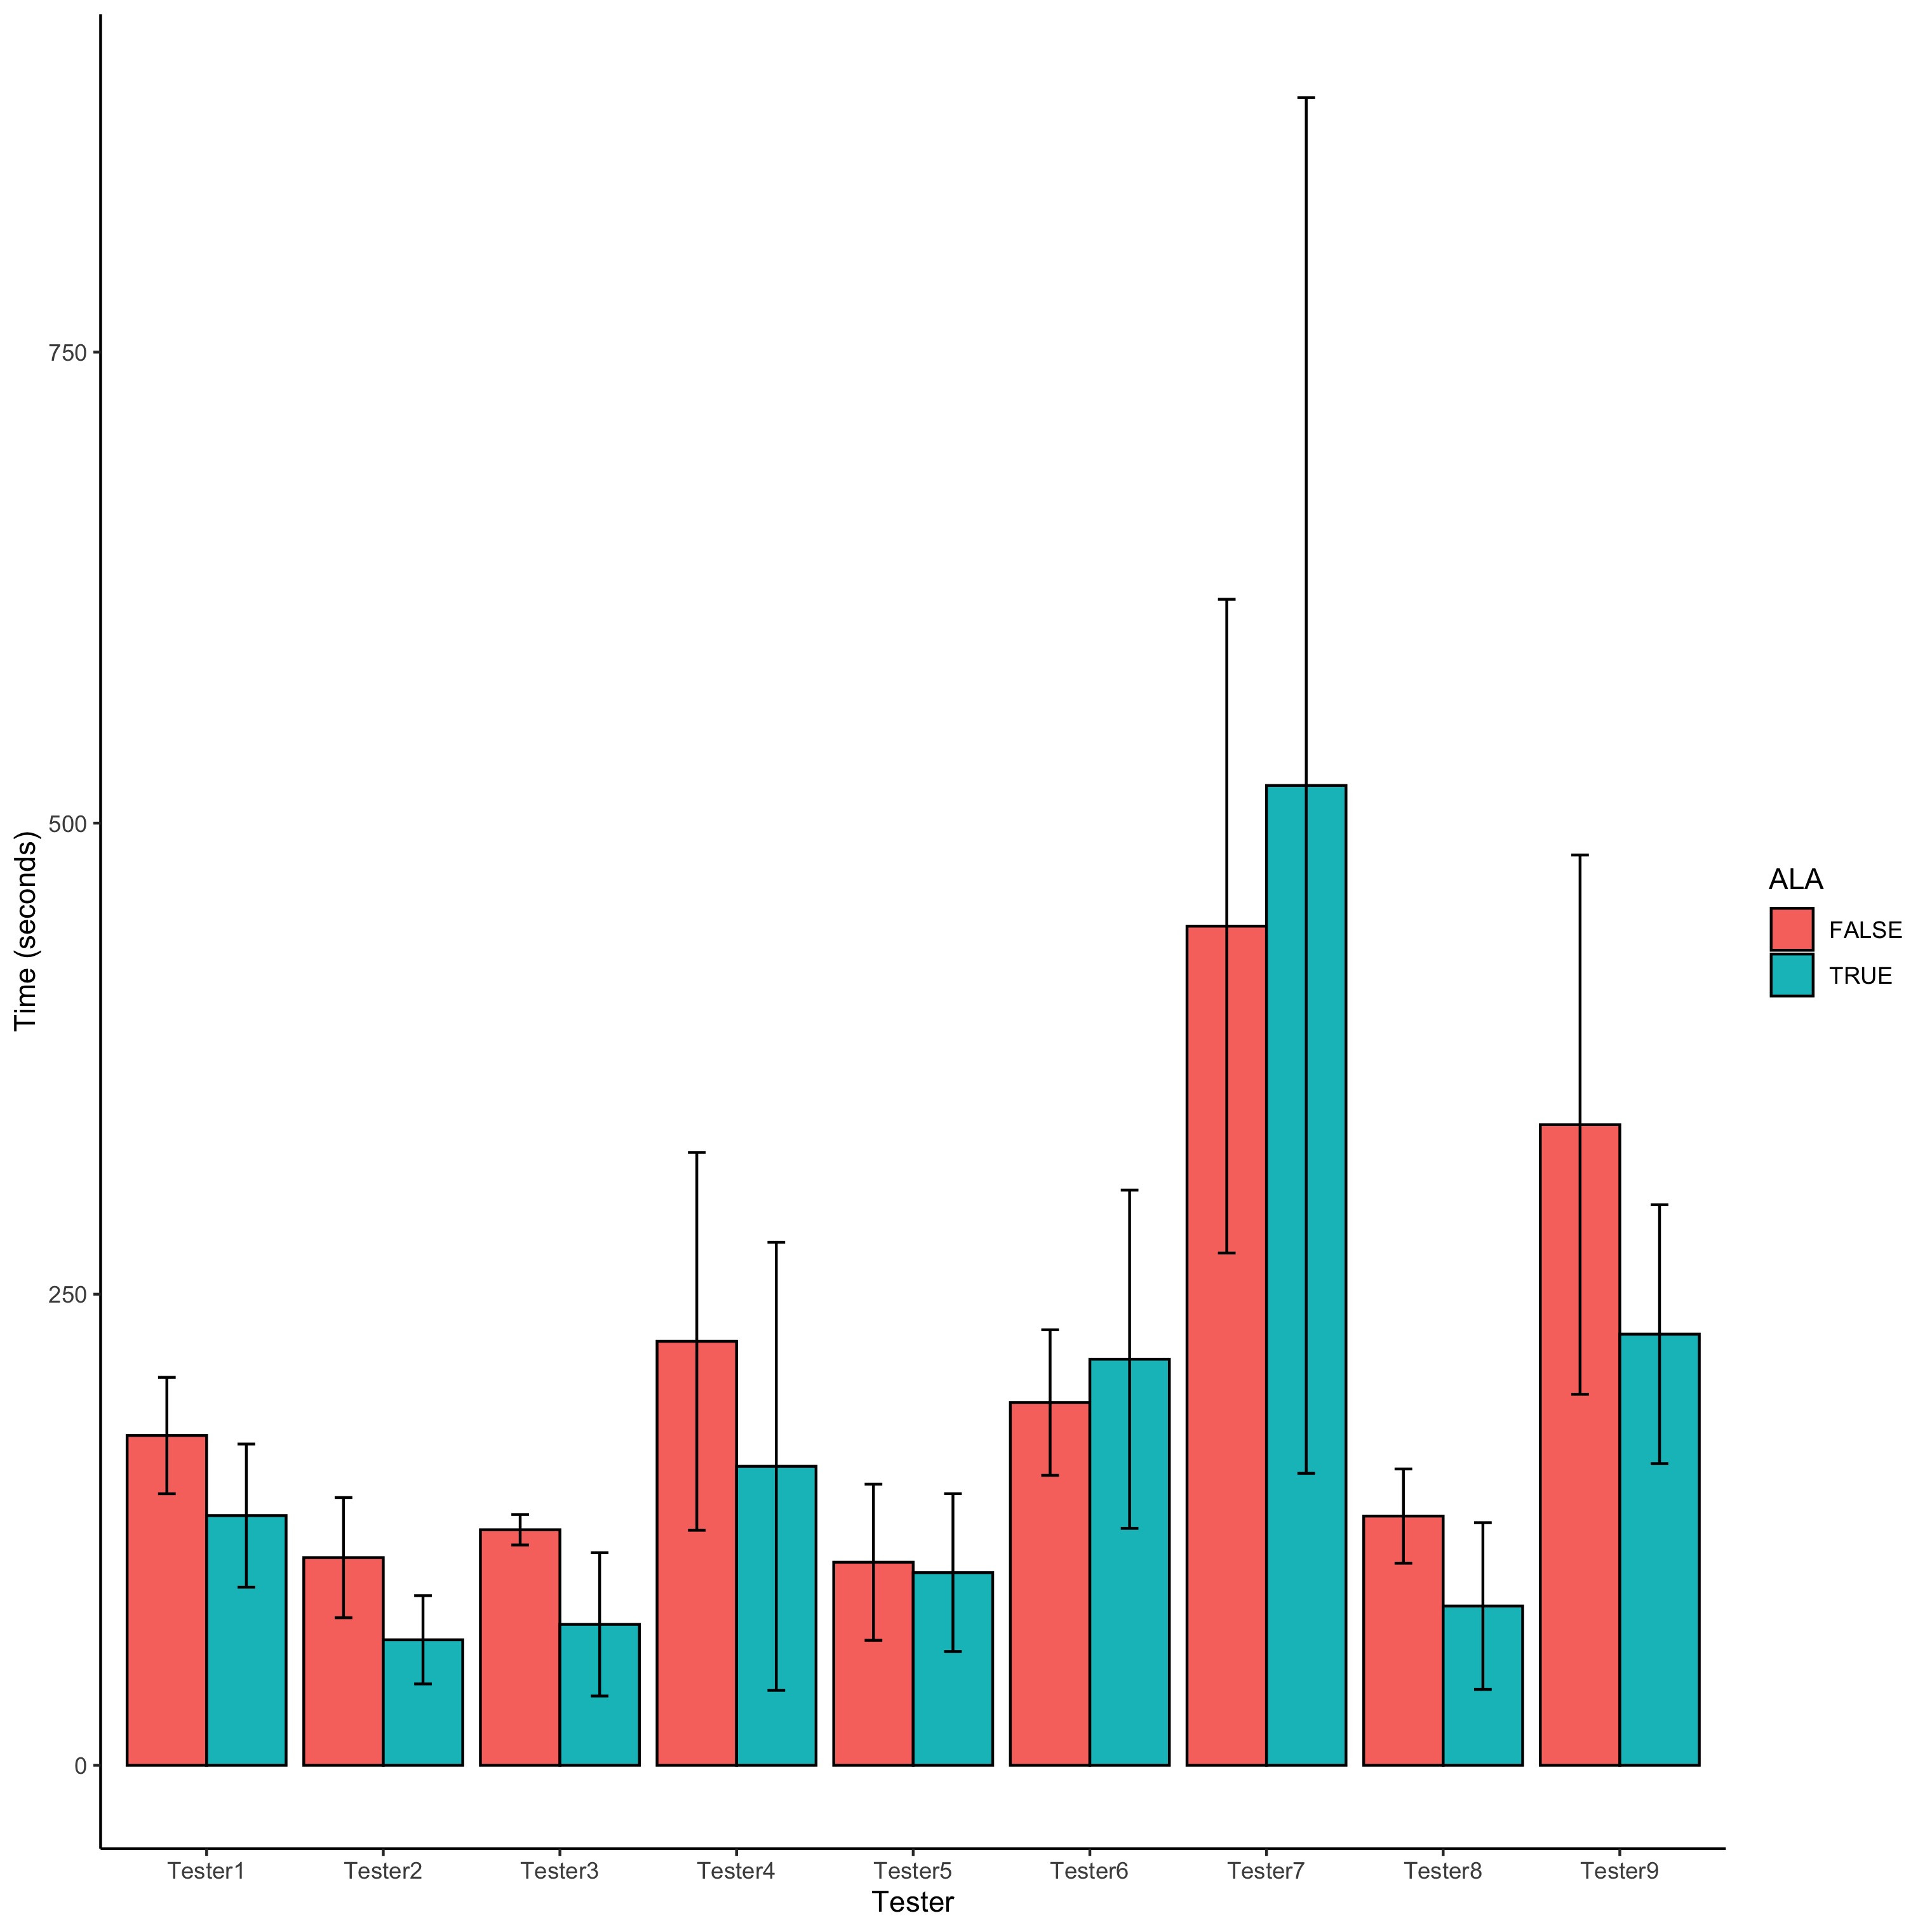 Time (seconds)
750
500
250
0
Tester1 Tester2 Tester3 Tester4 Tester5 Tester6 Tester7 Tester8 Tester9
Tester
ALA
FALSE
TRUE